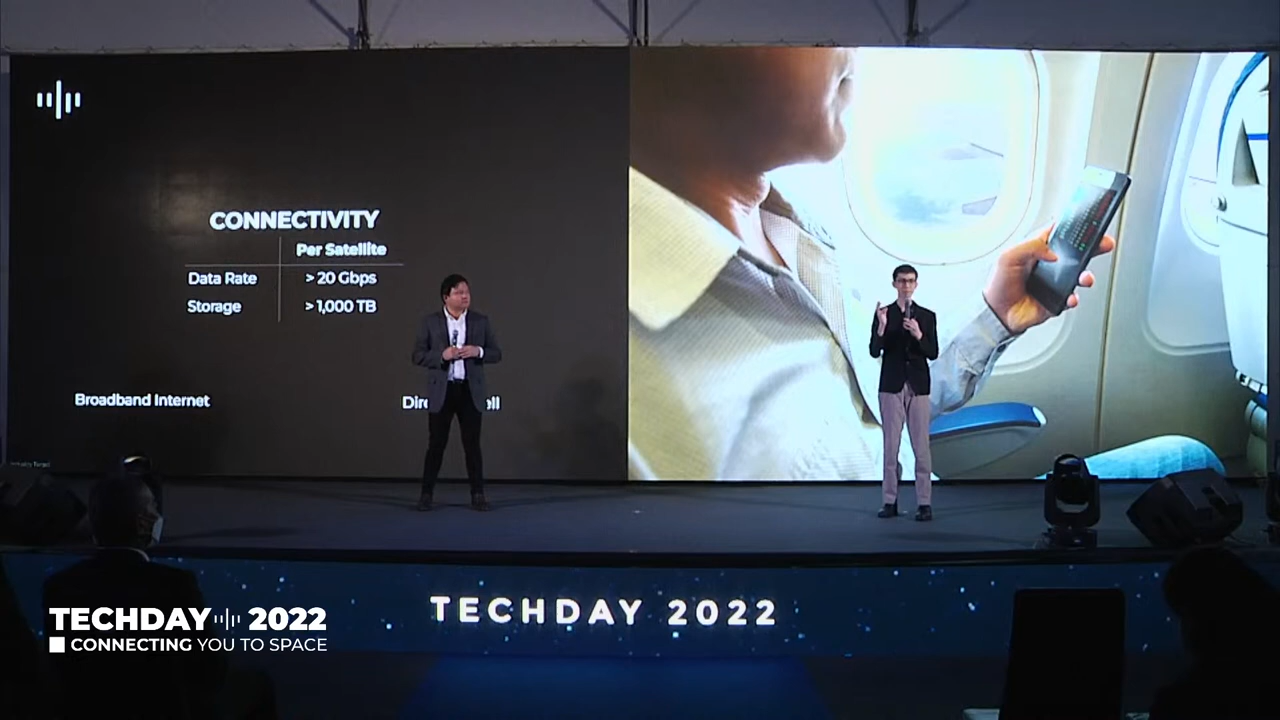 CONNECTIVITY
Per Satellite
Data Rate > 20 Gbps
Storage > 1,000 TB
Broadband Internet
TECHDAY 2022
TECHDAY 2022
CONNECTING YOU TO SPACE